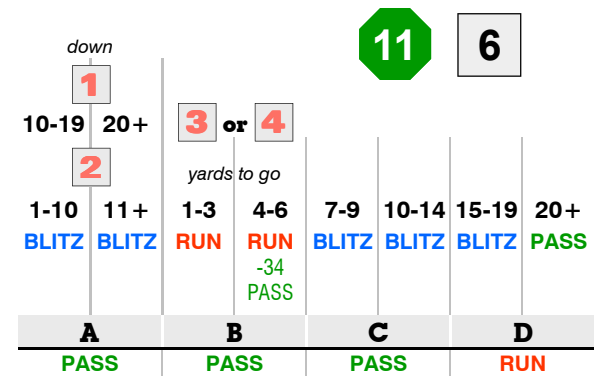 11 6
down
1
10-19 20+ 3 or 4
2 yards to go
1-10 11+ 1-3 4-6 7-9 10-14 15-19 20+
BLITZ BLITZ RUN RUN BLITZ BLITZ BLITZ PASS
-34
PASS
A B C D
PASS PASS PASS RUN